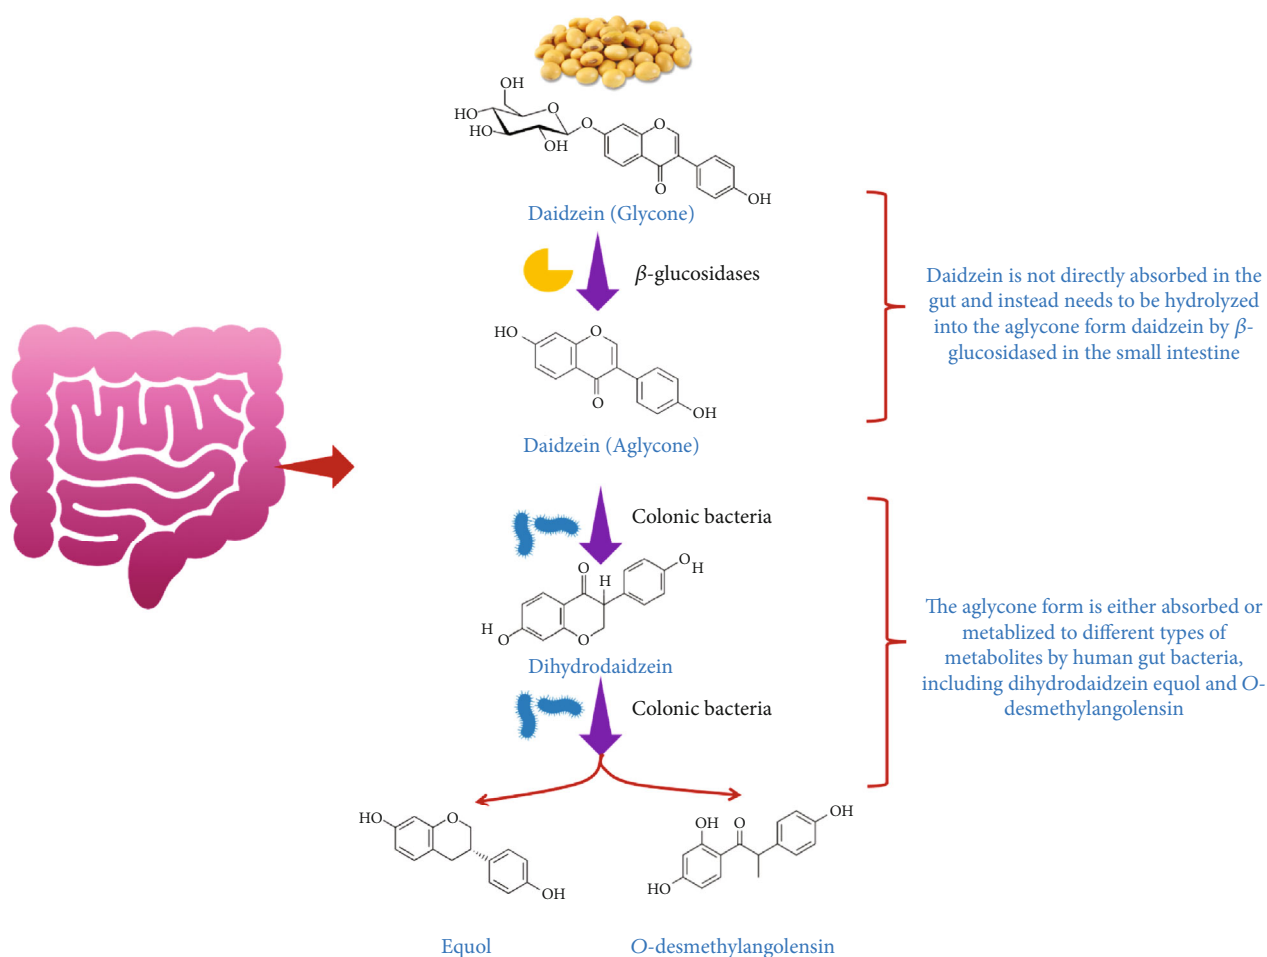 OH
HO
O
HO
OH
O
O
O
OH
Daidzein (Glycone)
β-glucosidases
Daidzein is not directly absorbed in the
gut and instead needs to be hydrolyzed
into the aglycone form daidzein by β-
glucosidased in the small intestine
HO
O
O
OH
Daidzein (Aglycone)
Colonic bacteria
O
H
O
H
H
O
O
Dihydrodaidzein
The aglycone form is either absorbed or
metablized to different types of
metabolites by human gut bacteria,
including dihydrodaidzein equol and O-
desmethylangolensin
Colonic bacteria
HO
O
OH
Equol
OH
O
OH
HO
O-desmethylangolensin